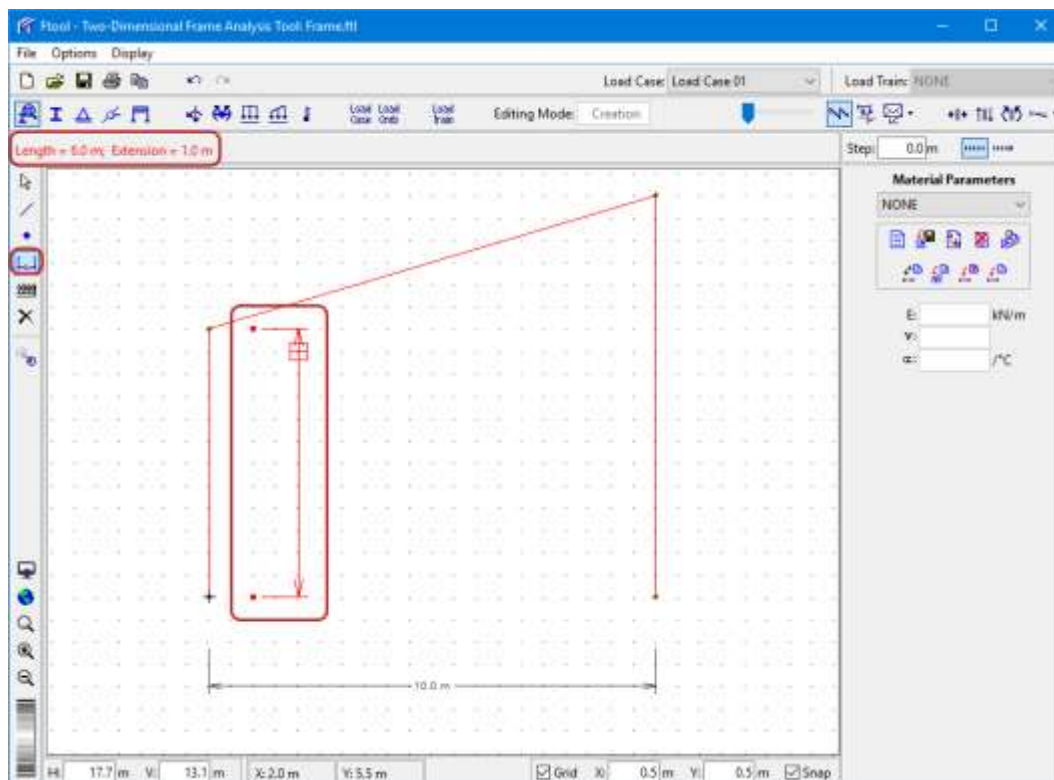 Ftool - Two-Dimensional Frame Analysis Tool: Frame.ftl
File Options Display
Load Case: Load Case 01 Load Train: NONE
Load Case Load Comb Load Train Editing Mode: Creation
Length = 6.0 m; Extension = 1.0 m
Step: 0.0 m
Material Parameters
NONE
E: kN/m
ν:
α: /°C
10.0 m
H: 17.7 m V: 13.1 m X: 2.0 m Y: 5.5 m Grid X: 0.5 m Y: 0.5 m Snap